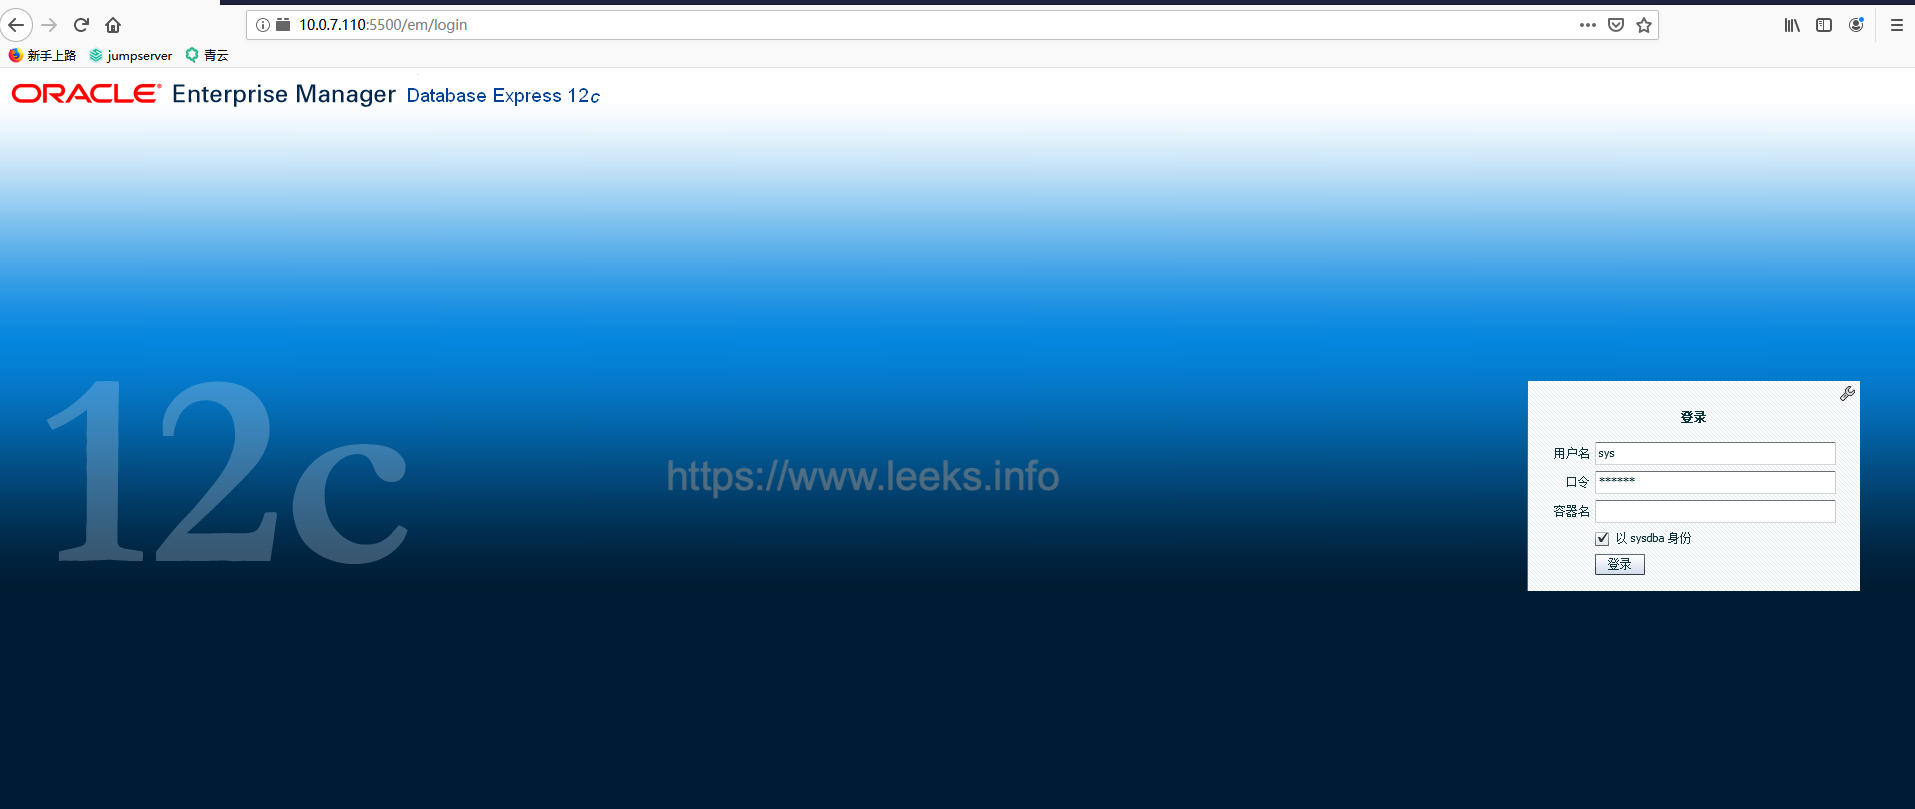 10.0.7.110:5500/em/login
新手上路 jumpserver 青云
ORACLE® Enterprise Manager Database Express 12c
12c
https://www.leeks.info
登录
用户名 sys
口令 ******
容器名
以 sysdba 身份
登录